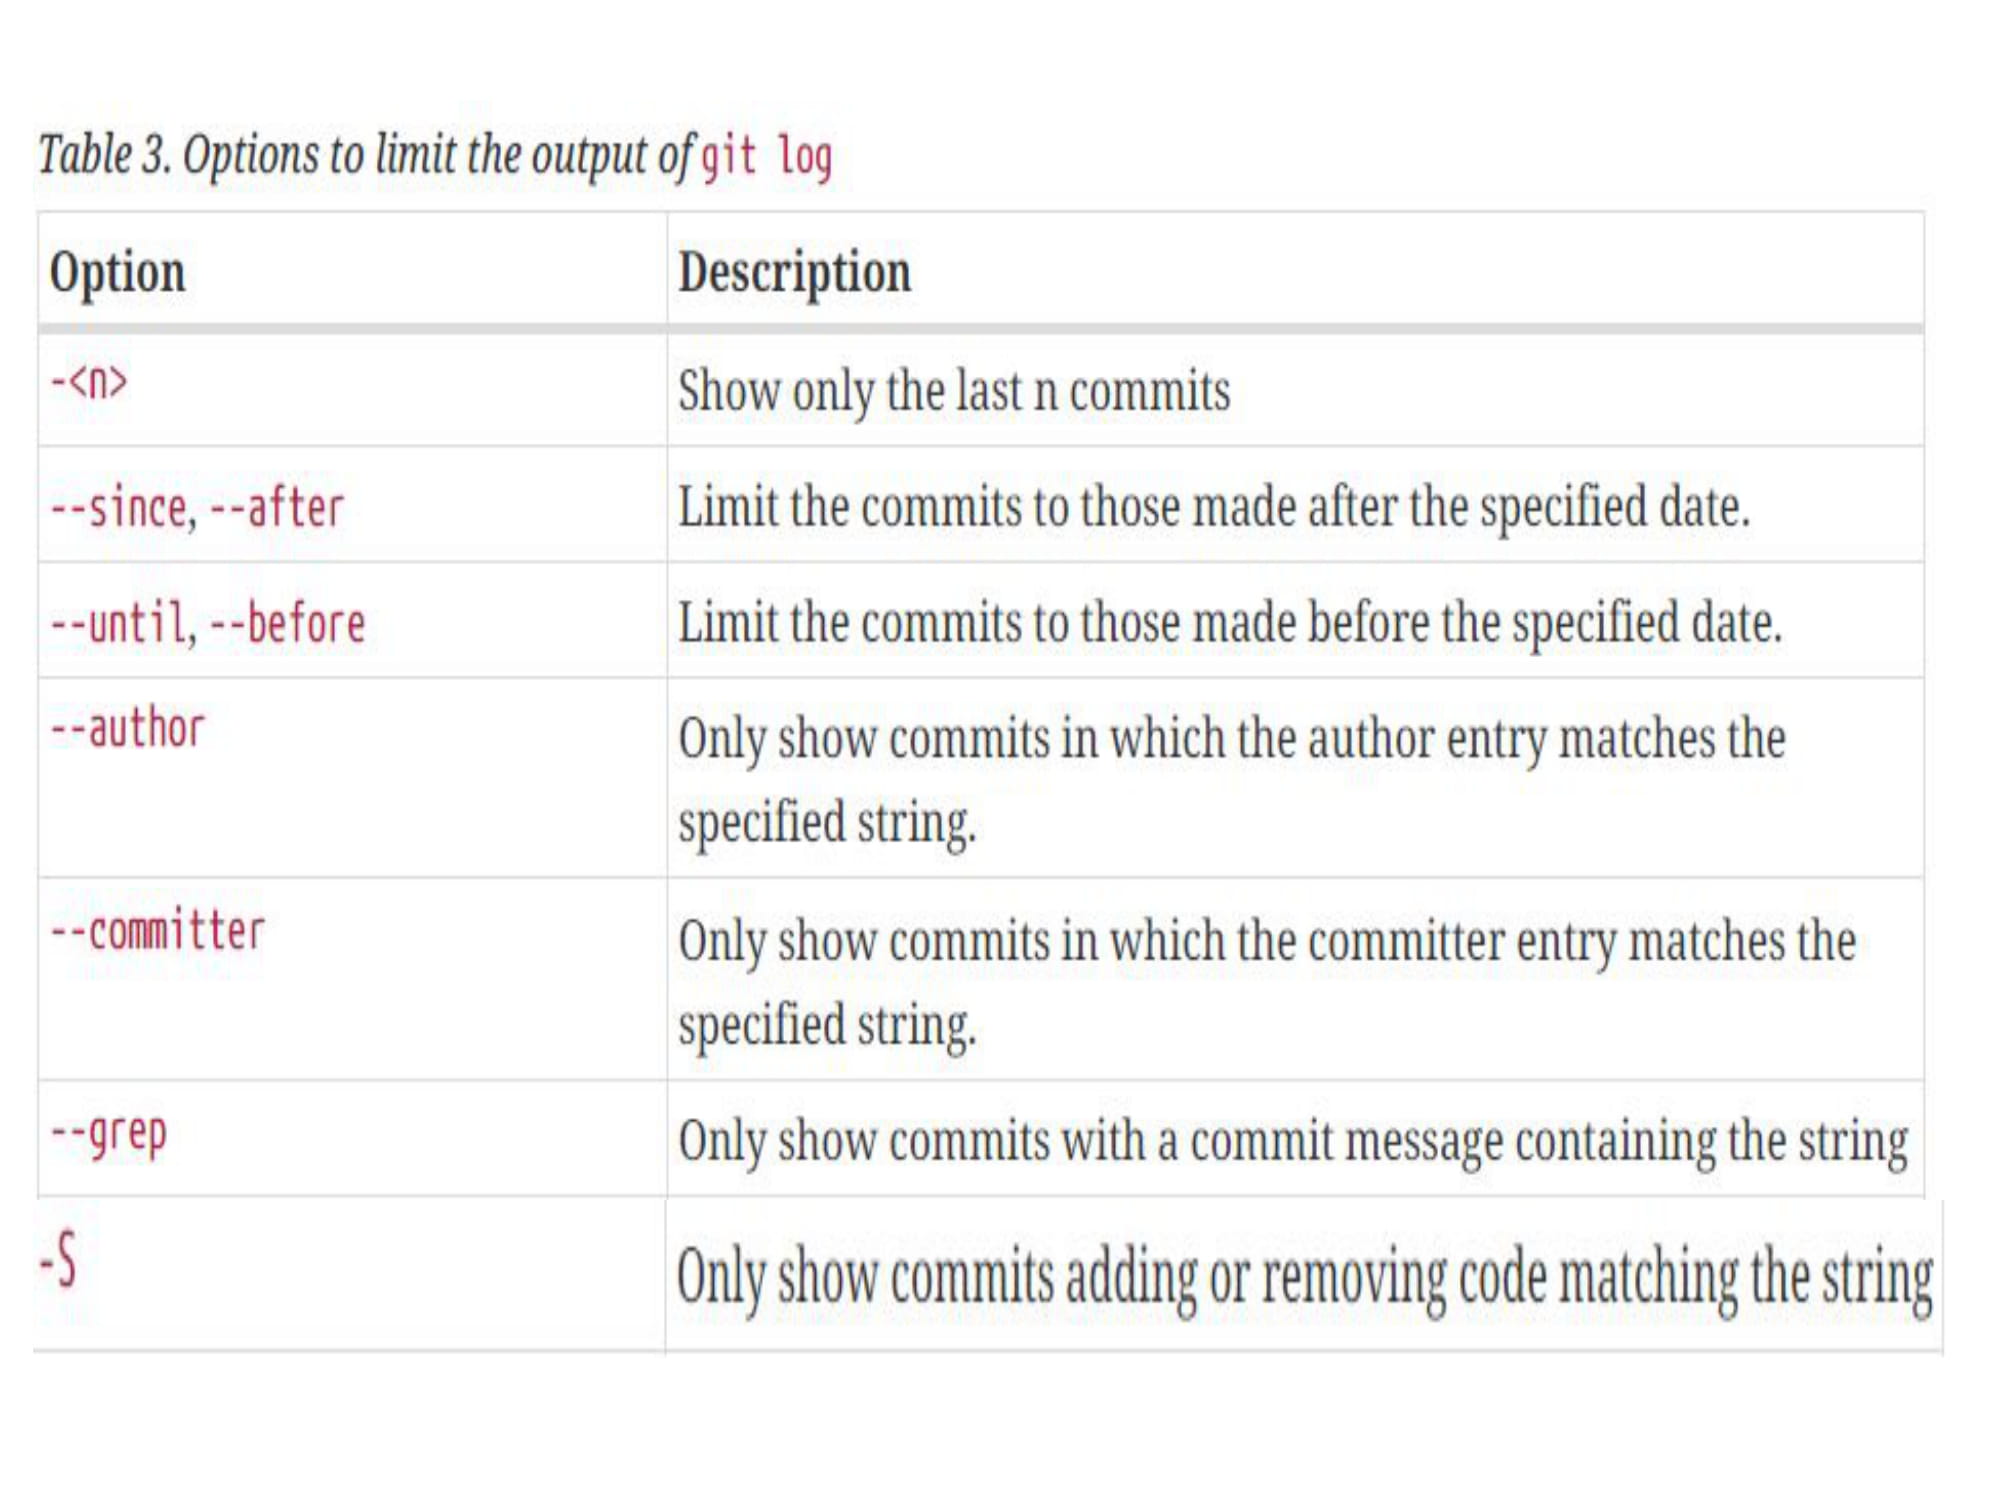 Table 3. Options to limit the output of git log
Option Description
-<n> Show only the last n commits
--since, --after Limit the commits to those made after the specified date.
--until, --before Limit the commits to those made before the specified date.
--author Only show commits in which the author entry matches the
specified string.
--committer Only show commits in which the committer entry matches the
specified string.
--grep Only show commits with a commit message containing the string
-S Only show commits adding or removing code matching the string